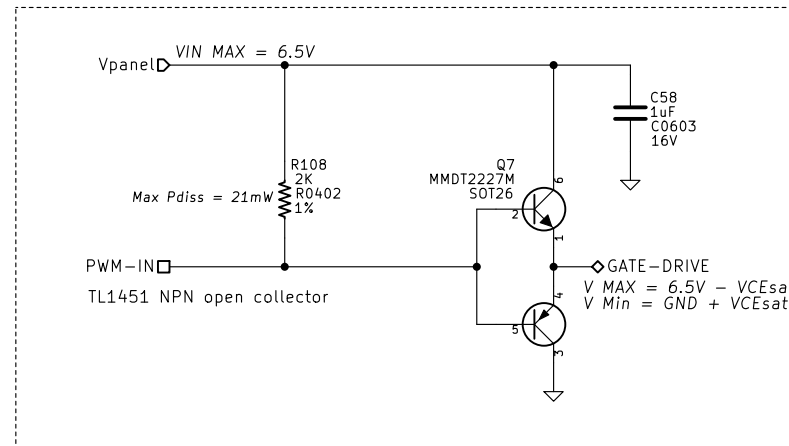 VIN MAX = 6.5V
Vpanel
C58
1uF
C0603
16V
R108
2K
R0402
1%
Max Pdiss = 21mW
Q7
MMDT2227M
SOT26
6
2
1
PWM-IN
GATE-DRIVE
TL1451 NPN open collector
V MAX = 6.5V - VCEsa
V Min = GND + VCEsat
4
5
3